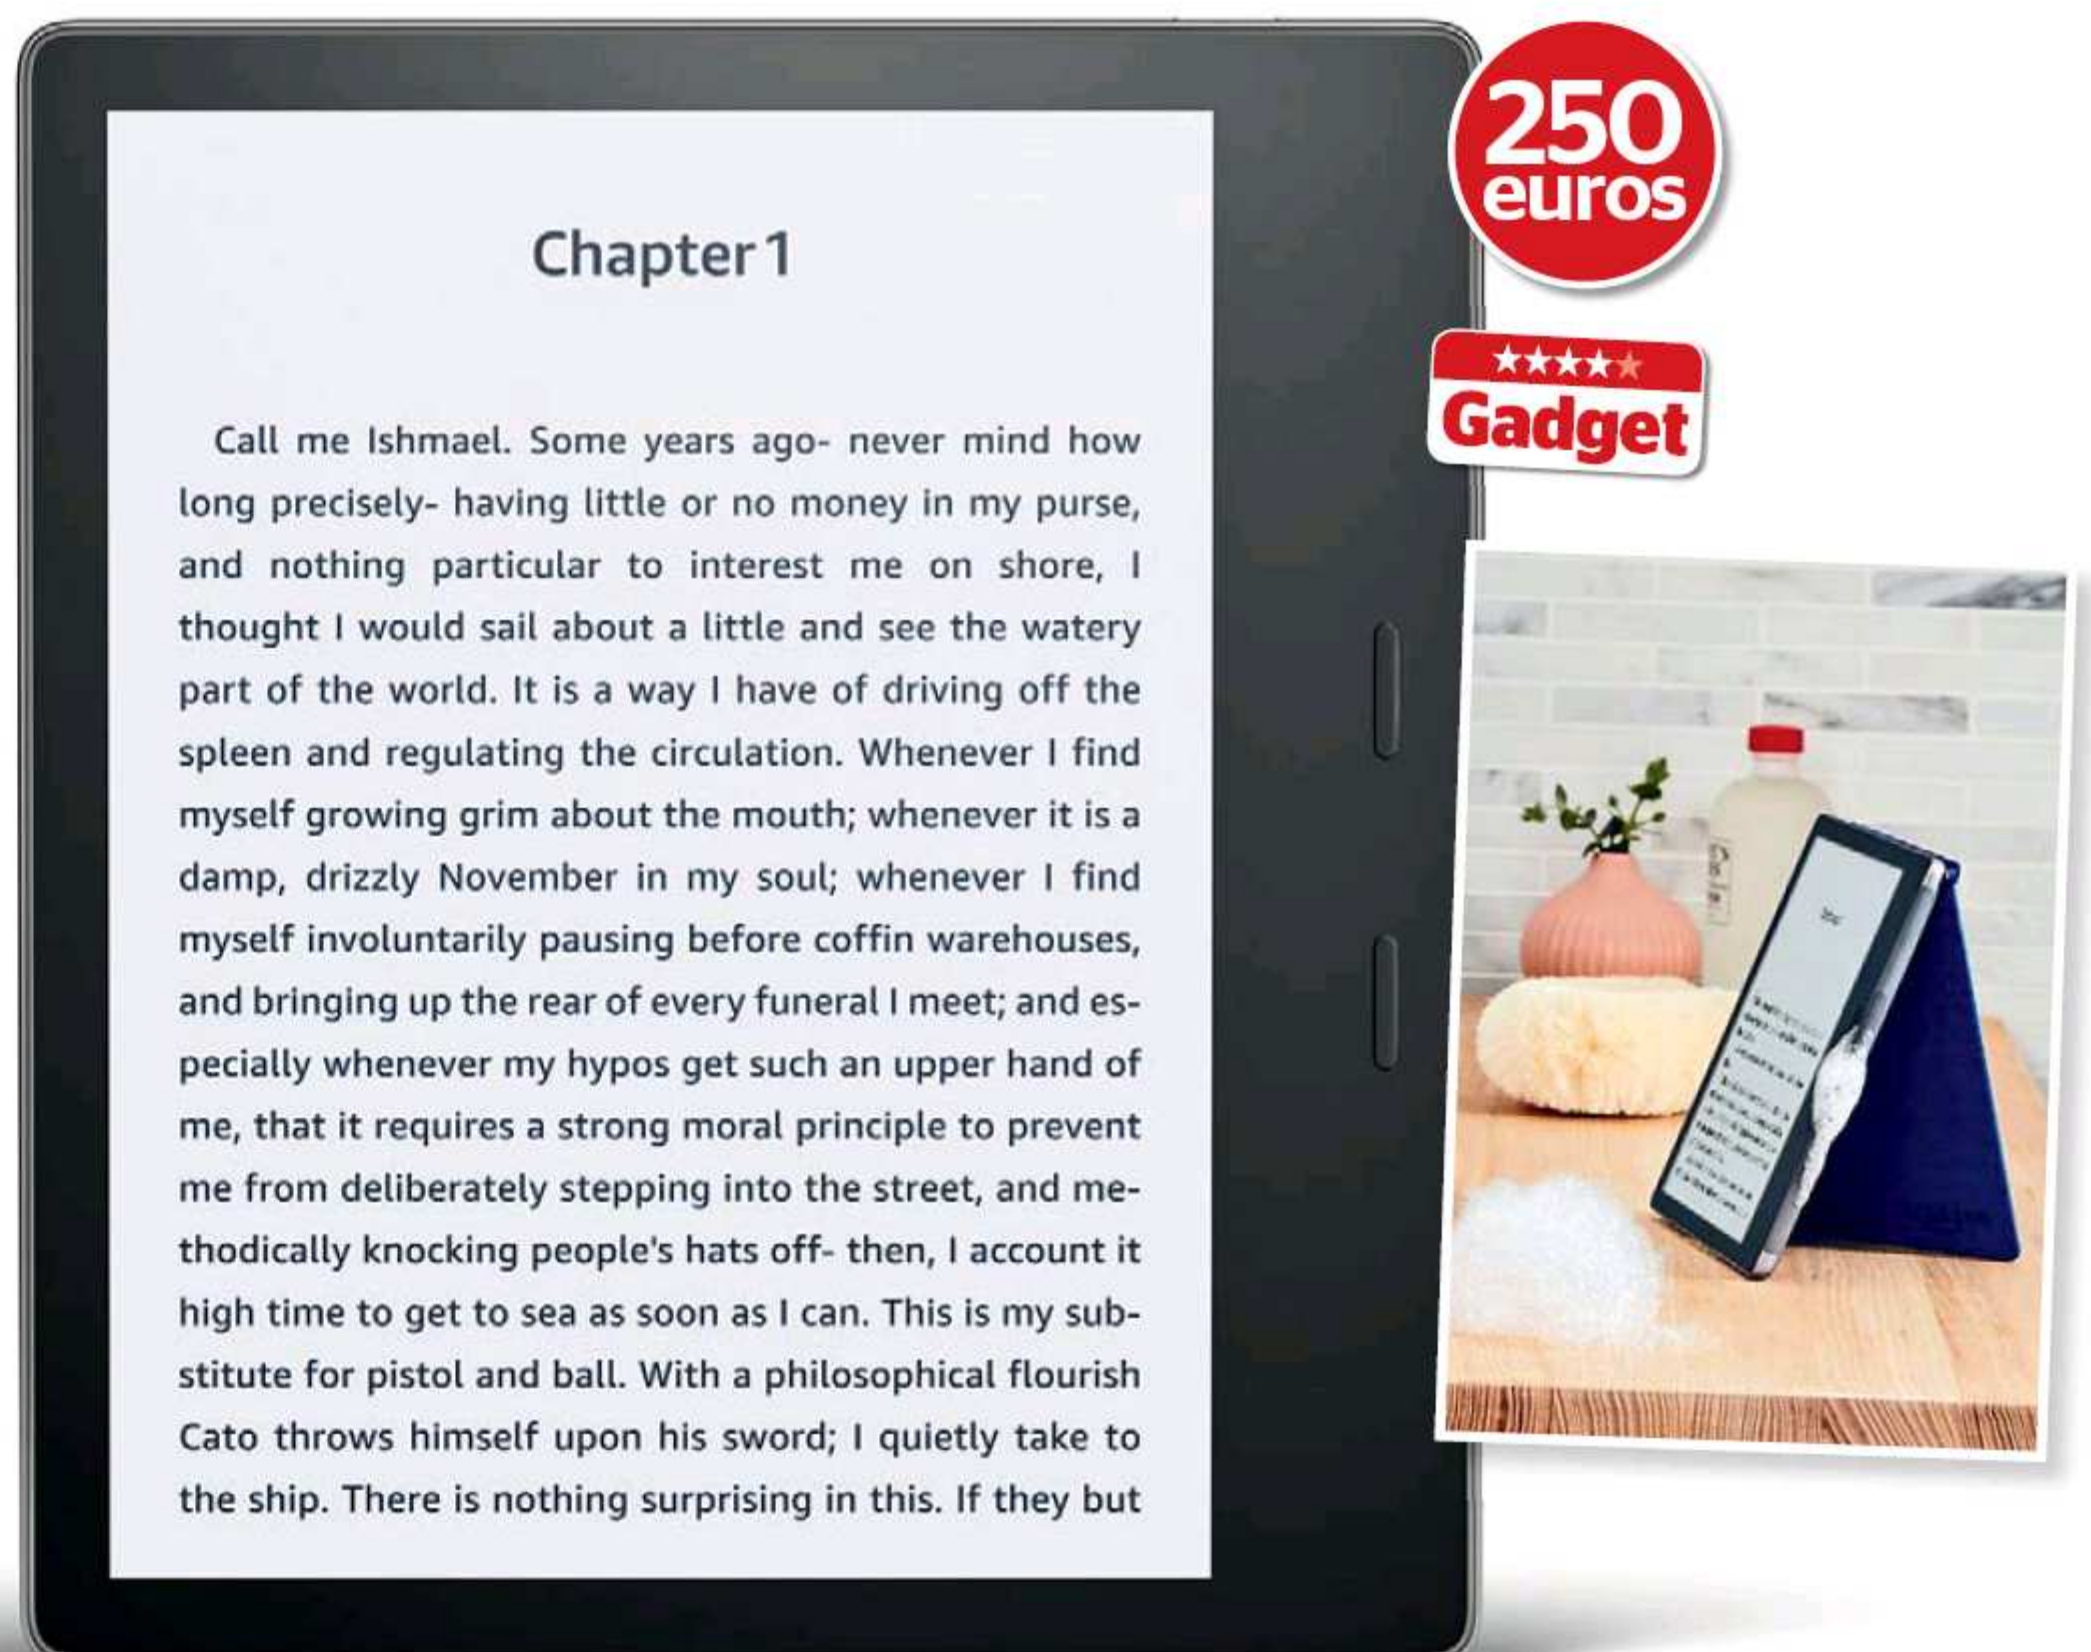 Chapter 1
Call me Ishmael. Some years ago- never mind how
long precisely- having little or no money in my purse,
and nothing particular to interest me on shore, I
thought I would sail about a little and see the watery
part of the world. It is a way I have of driving off the
spleen and regulating the circulation. Whenever I find
myself growing grim about the mouth; whenever it is a
damp, drizzly November in my soul; whenever I find
myself involuntarily pausing before coffin warehouses,
and bringing up the rear of every funeral I meet; and es-
pecially whenever my hypos get such an upper hand of
me, that it requires a strong moral principle to prevent
me from deliberately stepping into the street, and me-
thodically knocking people's hats off- then, I account it
high time to get to sea as soon as I can. This is my sub-
stitute for pistol and ball. With a philosophical flourish
Cato throws himself upon his sword; I quietly take to
the ship. There is nothing surprising in this. If they but
250
euros
Gadget